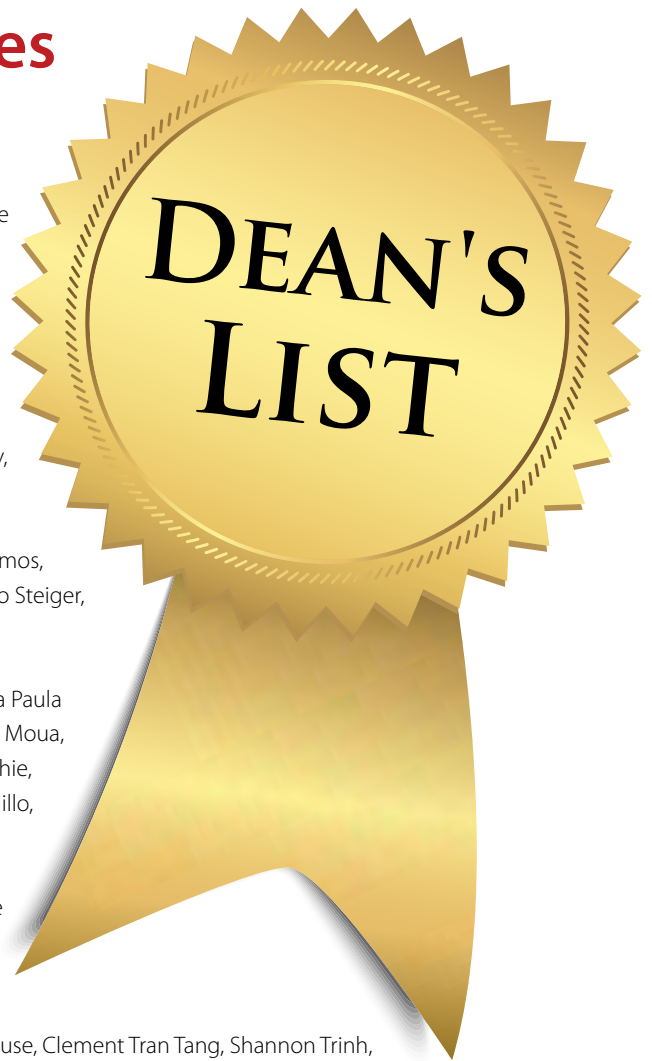 es
e
DEAN'S
LIST
,
mos,
o Steiger,
a Paula
Moua,
hie,
illo,
e
use, Clement Tran Tang, Shannon Trinh,